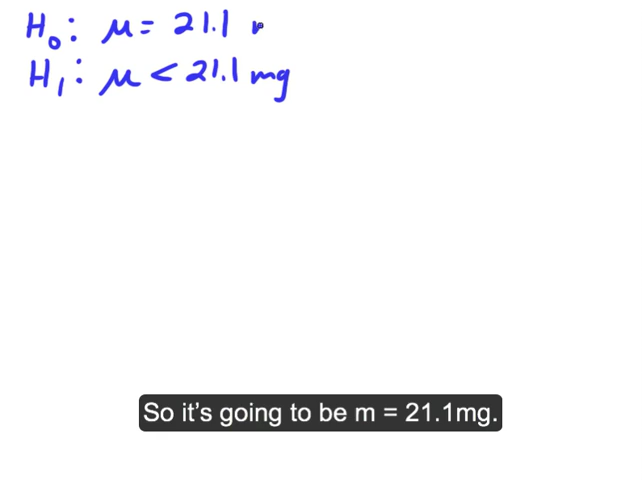 H₀: μ = 21.1
H₁: μ < 21.1 mg
So it's going to be m = 21.1mg.